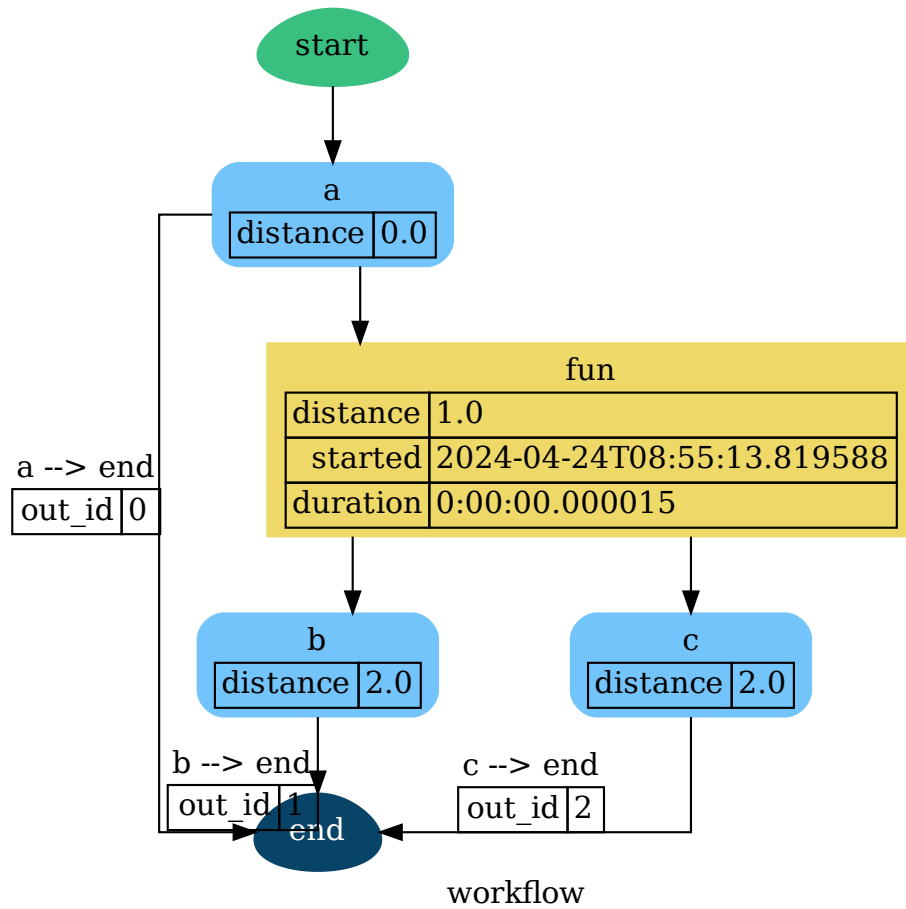 start
a
distance 0.0
fun
distance 1.0
started 2024-04-24T08:55:13.819588
duration 0:00:00.000015
a --> end
out_id 0
b
distance 2.0
c
distance 2.0
b --> end
out_id 1
c --> end
out_id 2
end
workflow